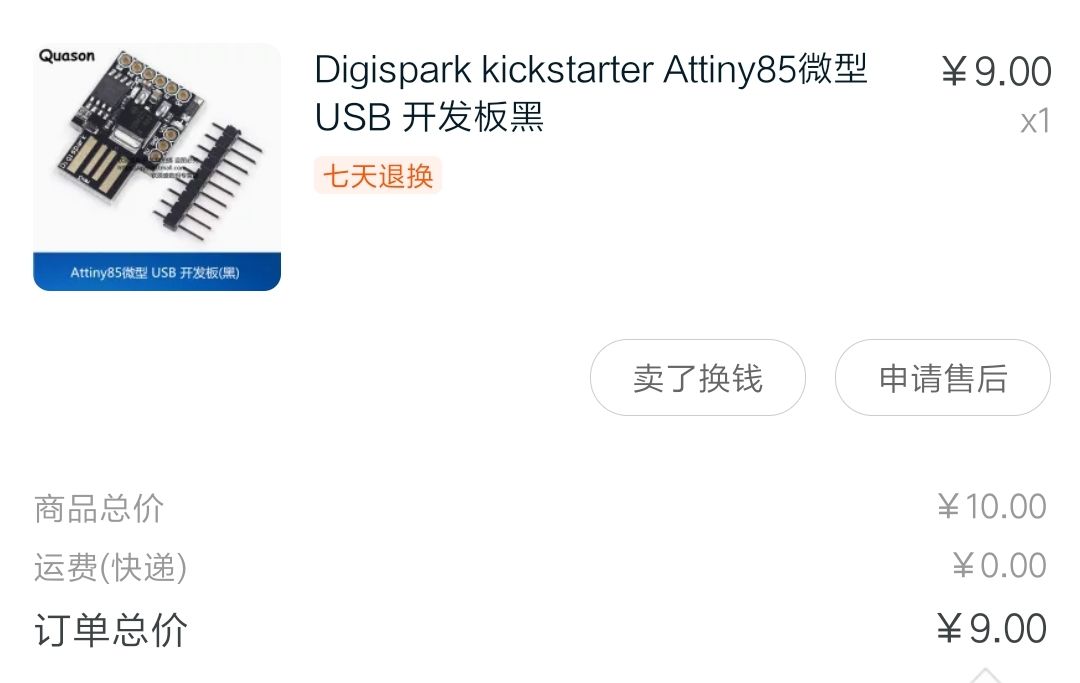 Quason
Digispark kickstarter Attiny85微型
USB 开发板黑
￥9.00
x1
七天退换
Attiny85微型 USB 开发板(黑)
卖了换钱
申请售后
商品总价 ￥10.00
运费(快递) ￥0.00
订单总价 ￥9.00